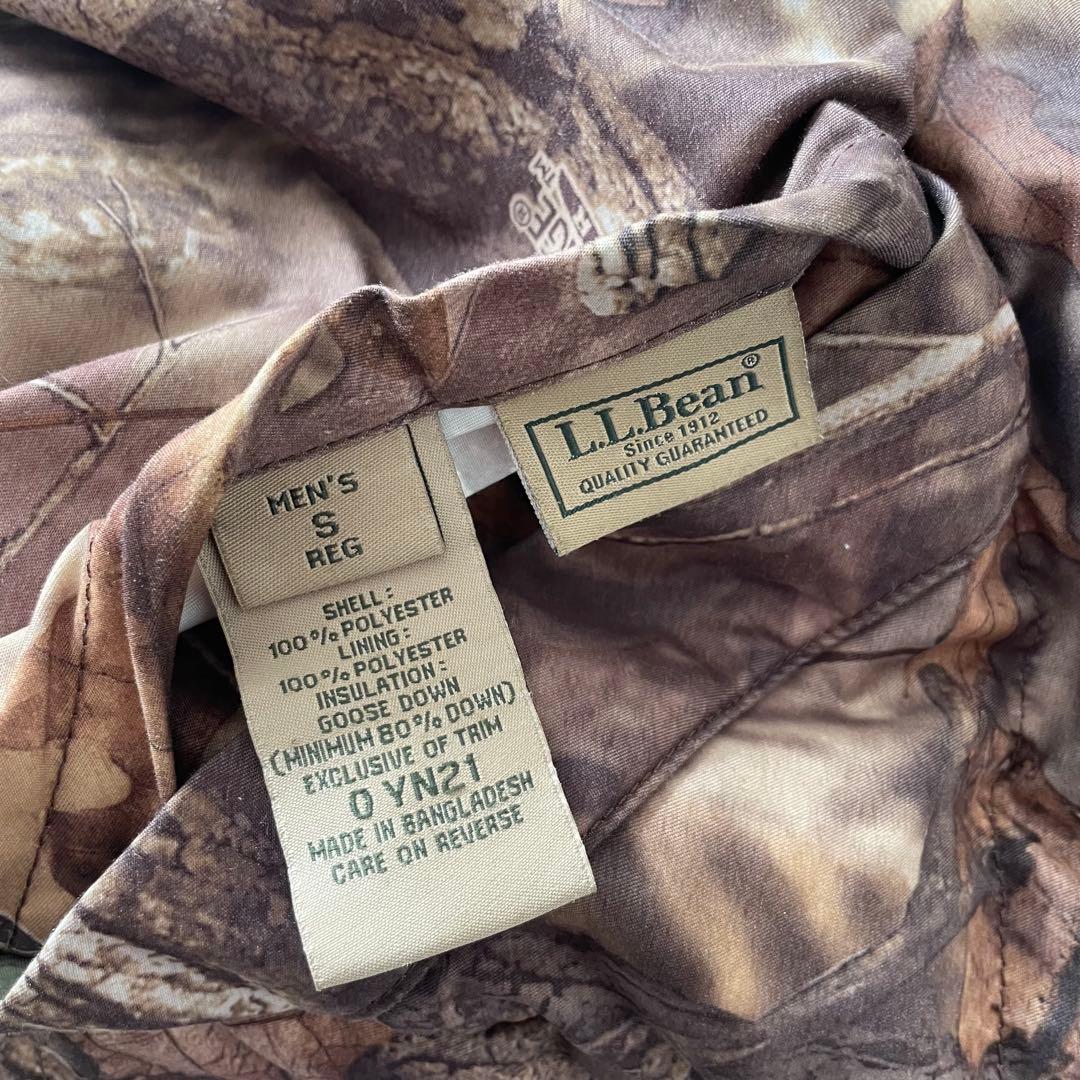 L.L.Bean®
Since 1912
QUALITY GUARANTEED
MEN'S
S
REG
SHELL:
100% POLYESTER
LINING:
100% POLYESTER
INSULATION:
GOOSE DOWN
(MINIMUM 80% DOWN)
EXCLUSIVE OF TRIM
0 YN21
MADE IN BANGLADESH
CARE ON REVERSE